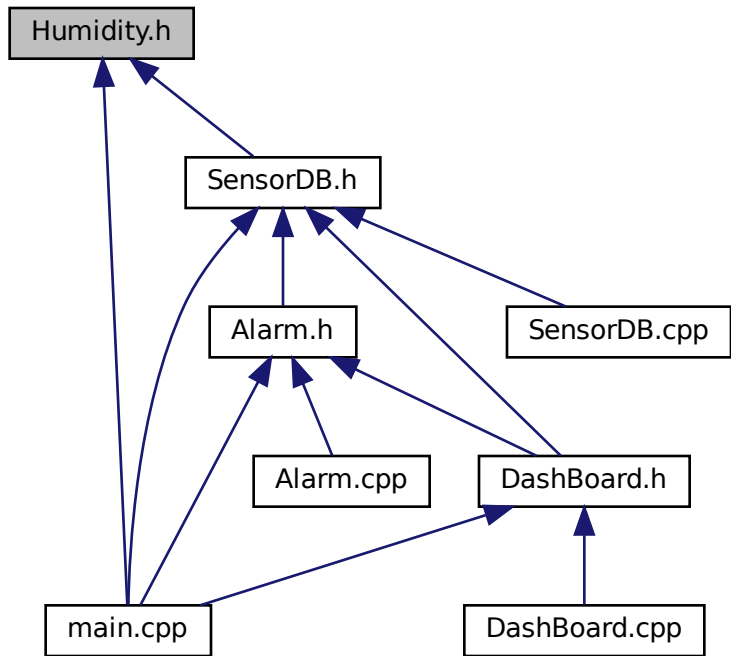 Humidity.h
SensorDB.h
Alarm.h
SensorDB.cpp
Alarm.cpp
DashBoard.h
main.cpp
DashBoard.cpp